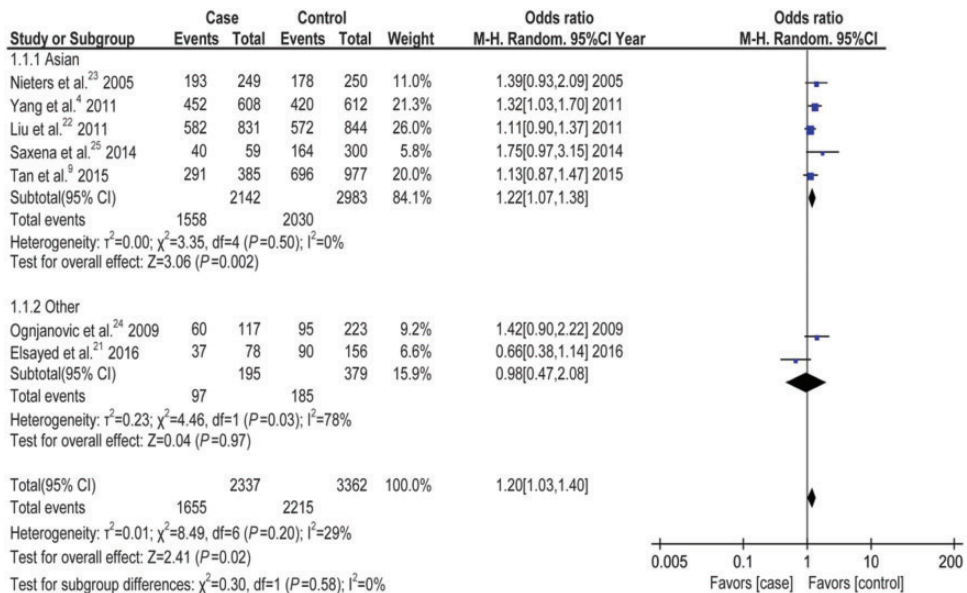 Case Control Odds ratio Odds ratio
Study or Subgroup Events Total Events Total Weight M-H. Random. 95%CI Year M-H. Random. 95%CI
1.1.1 Asian
Nieters et al.23 2005 193 249 178 250 11.0% 1.39[0.93,2.09] 2005
Yang et al.4 2011 452 608 420 612 21.3% 1.32[1.03,1.70] 2011
Liu et al.22 2011 582 831 572 844 26.0% 1.11[0.90,1.37] 2011
Saxena et al.25 2014 40 59 164 300 5.8% 1.75[0.97,3.15] 2014
Tan et al.9 2015 291 385 696 977 20.0% 1.13[0.87,1.47] 2015
Subtotal(95% CI) 2142 2983 84.1% 1.22[1.07,1.38]
Total events 1558 2030
Heterogeneity: τ²=0.00; χ²=3.35, df=4 (P=0.50); I²=0%
Test for overall effect: Z=3.06 (P=0.002)
1.1.2 Other
Ognjanovic et al.24 2009 60 117 95 223 9.2% 1.42[0.90,2.22] 2009
Elsayed et al.21 2016 37 78 90 156 6.6% 0.66[0.38,1.14] 2016
Subtotal(95% CI) 195 379 15.9% 0.98[0.47,2.08]
Total events 97 185
Heterogeneity: τ²=0.23; χ²=4.46, df=1 (P=0.03); I²=78%
Test for overall effect: Z=0.04 (P=0.97)
Total(95% CI) 2337 3362 100.0% 1.20[1.03,1.40]
Total events 1655 2215
Heterogeneity: τ²=0.01; χ²=8.49, df=6 (P=0.20); I²=29%
Test for overall effect: Z=2.41 (P=0.02)
Test for subgroup differences: χ²=0.30, df=1 (P=0.58); I²=0%
0.005 0.1 1 10 200
Favors [case] Favors [control]